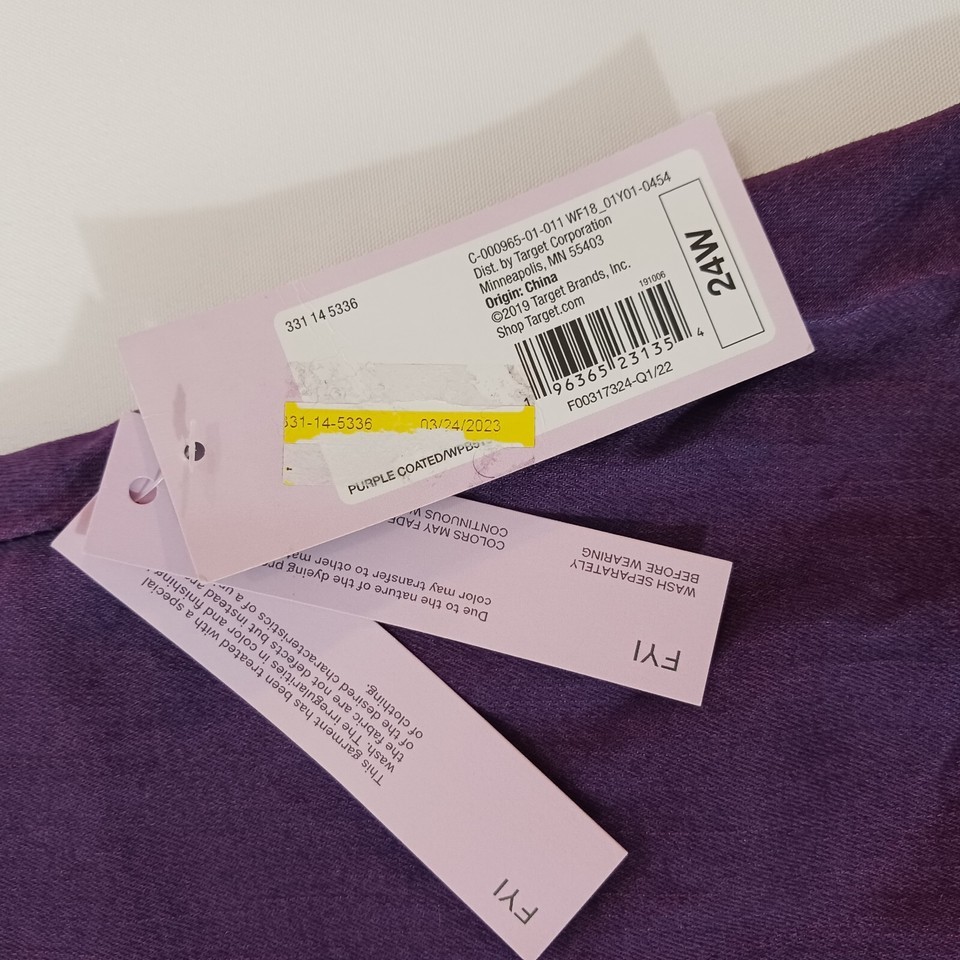 C-000965-01-011 WF18_01Y01-0454
Dist. by Target Corporation
Minneapolis, MN 55403
Origin: China
©2019 Target Brands, Inc.
Shop Target.com
24W
331 14 5336
191006
1 96365 23135 4
F00317324-Q1/22
331-14-5336 03/24/2023
PURPLE COATED/
WASH SEPARATELY
BEFORE WEARING
COLORS MAY FADE
CONTINUOUS
Due to the nature of the dyeing
color may transfer to other
FYI
This garment has been treated with a special
wash. The irregularities in color and finishing
the fabric are not defects but instead are
of the desired characteristics of a
of clothing.
FYI